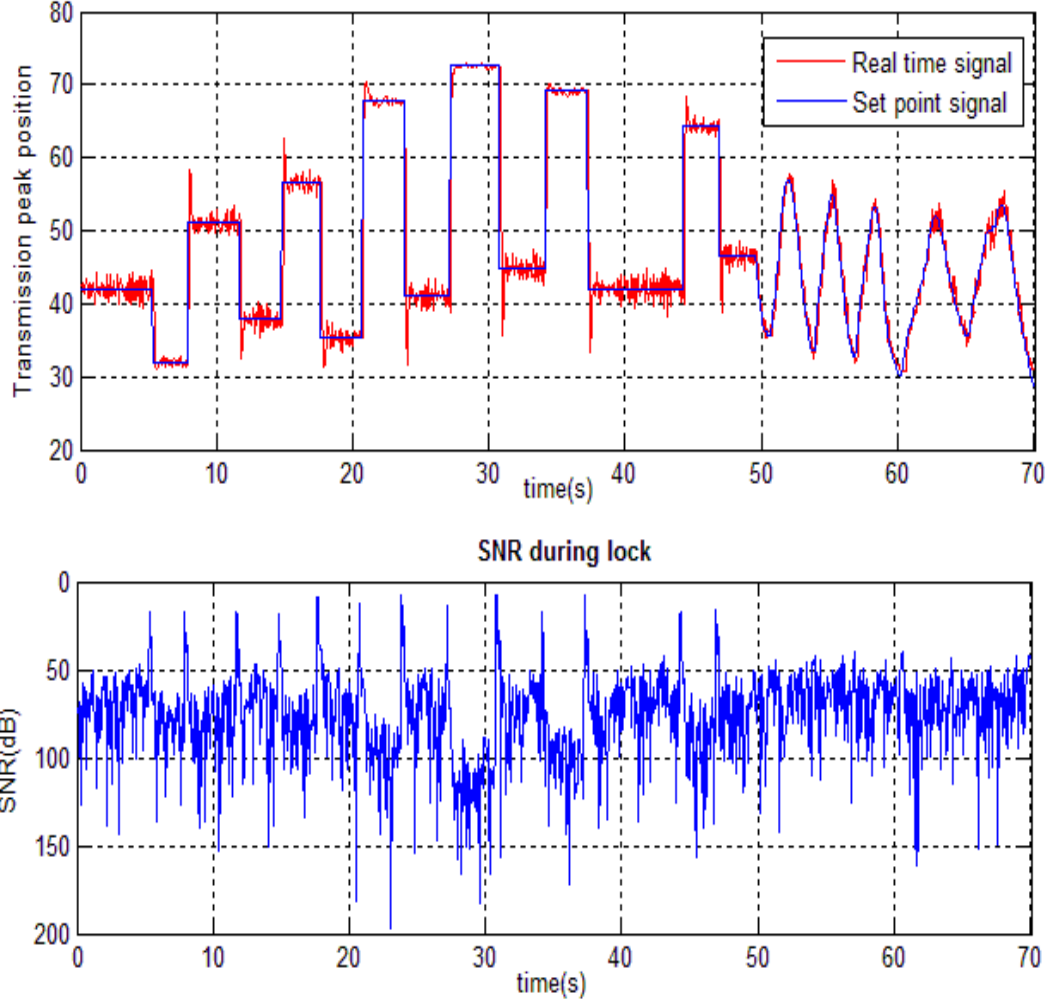 80
70
60
50
40
30
20
Transmission peak position
Real time signal
Set point signal
0 10 20 30 40 50 60 70
time(s)
SNR during lock
0
50
100
150
200
SNR(dB)
0 10 20 30 40 50 60 70
time(s)